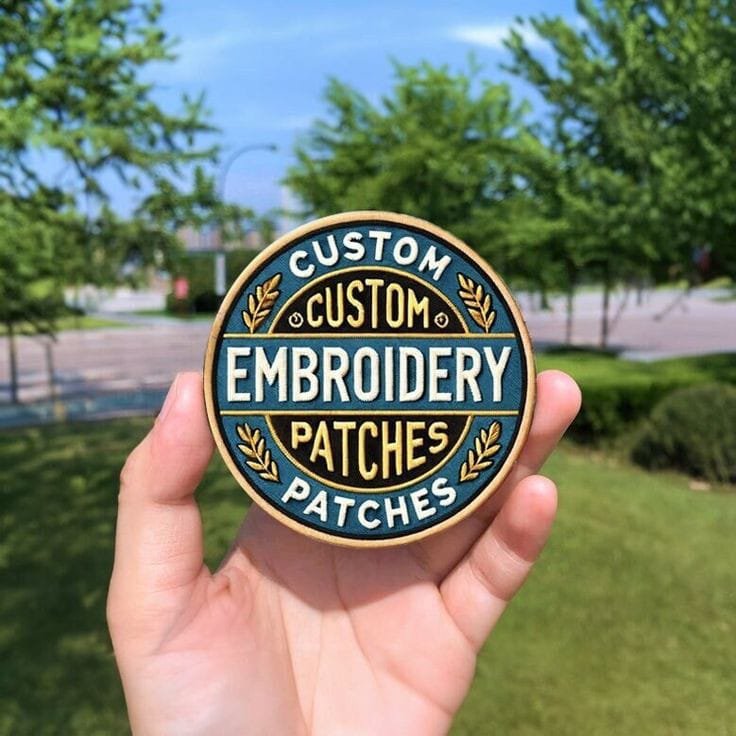 CUSTOM
CUSTOM
EMBROIDERY
PATCHES
PATCHES